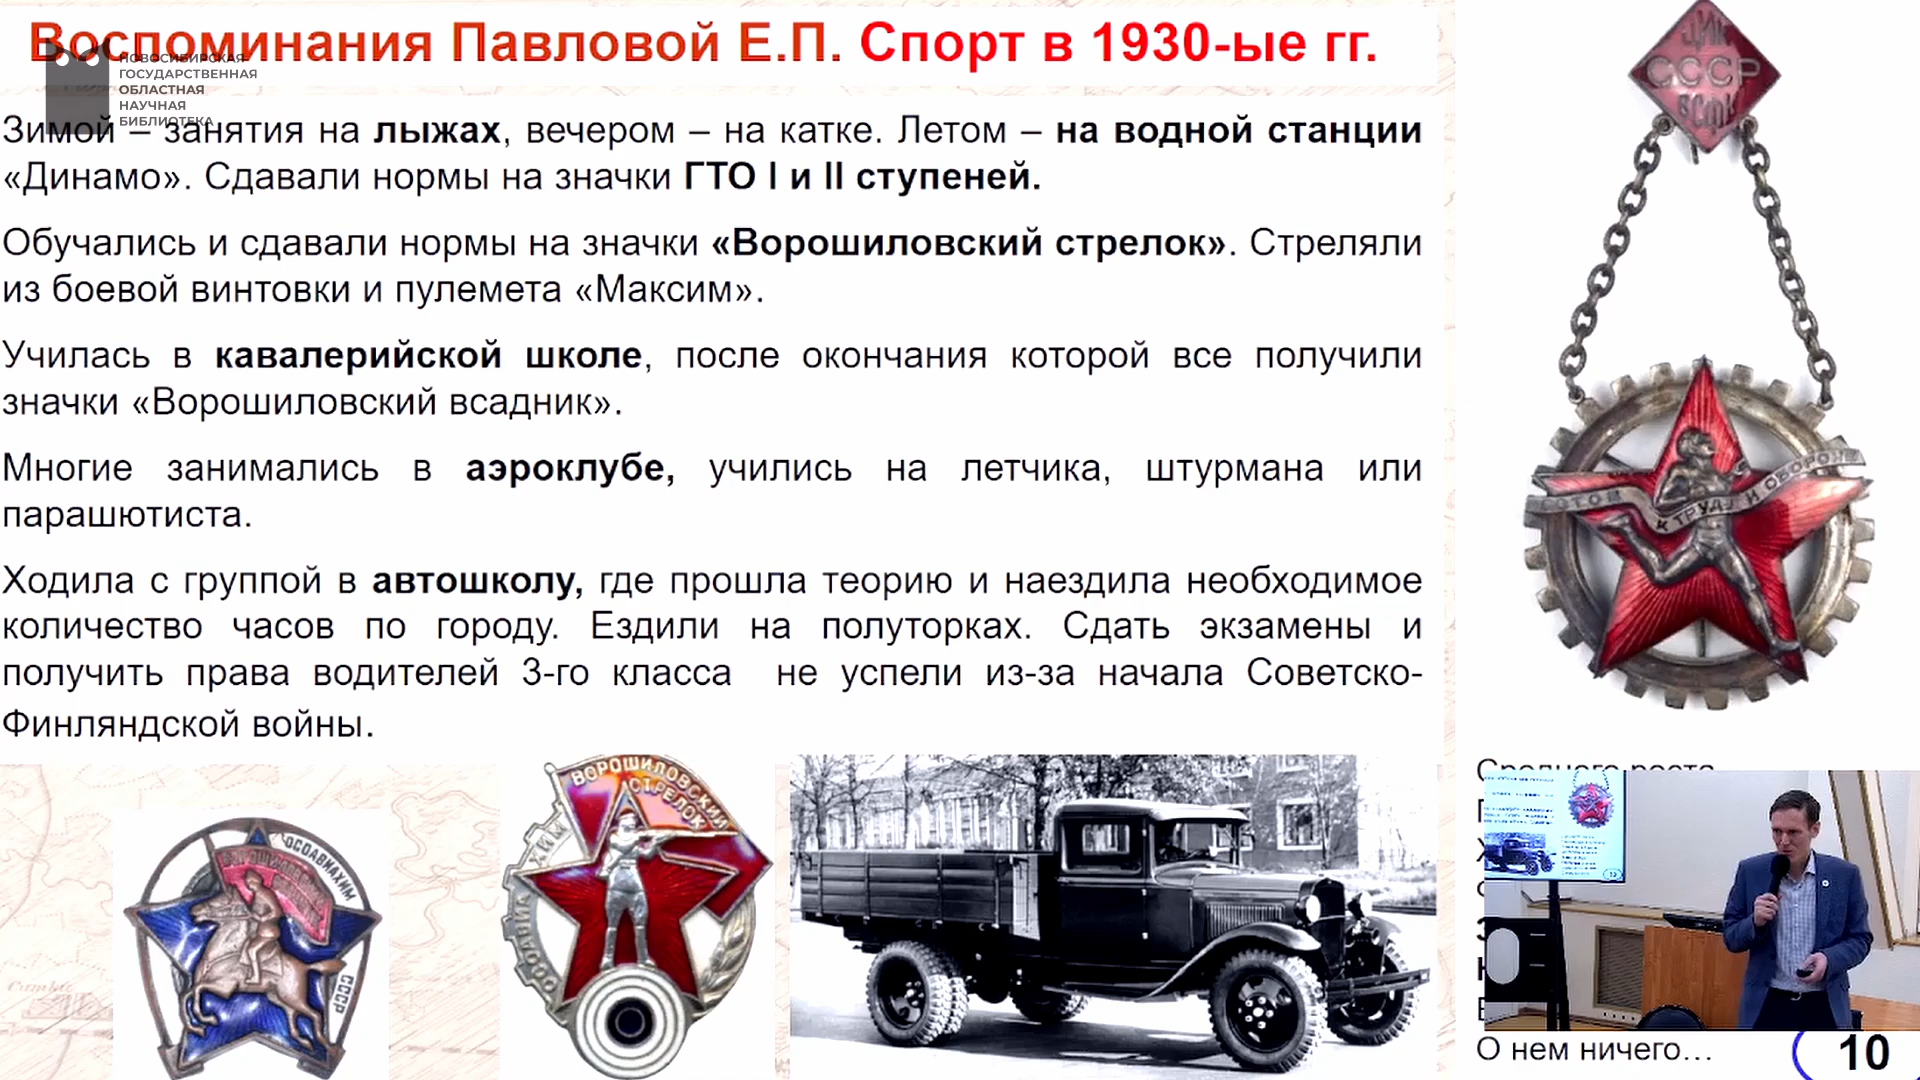 Воспоминания Павловой Е.П. Спорт в 1930-ые гг.
НОВОСИБИРСКАЯ
ГОСУДАРСТВЕННАЯ
ОБЛАСТНАЯ
НАУЧНАЯ
БИБЛИОТЕКА
Зимой – занятия на лыжах, вечером – на катке. Летом – на водной станции
«Динамо». Сдавали нормы на значки ГТО I и II ступеней.
Обучались и сдавали нормы на значки «Ворошиловский стрелок». Стреляли
из боевой винтовки и пулемета «Максим».
Училась в кавалерийской школе, после окончания которой все получили
значки «Ворошиловский всадник».
Многие занимались в аэроклубе, учились на летчика, штурмана или
парашютиста.
Ходила с группой в автошколу, где прошла теорию и наездила необходимое
количество часов по городу. Ездили на полуторках. Сдать экзамены и
получить права водителей 3-го класса не успели из-за начала Советско-
Финляндской войны.
ЦИК
СССР
ВСФК
ГОТОВ К ТРУДУ И ОБОРОНЕ
ОСОАВИАХИМ
СССР
ВОРОШИЛОВСКИЙ
СТРЕЛОК
ОСОАВИАХИМ
Среднего роста
О нем ничего…
10